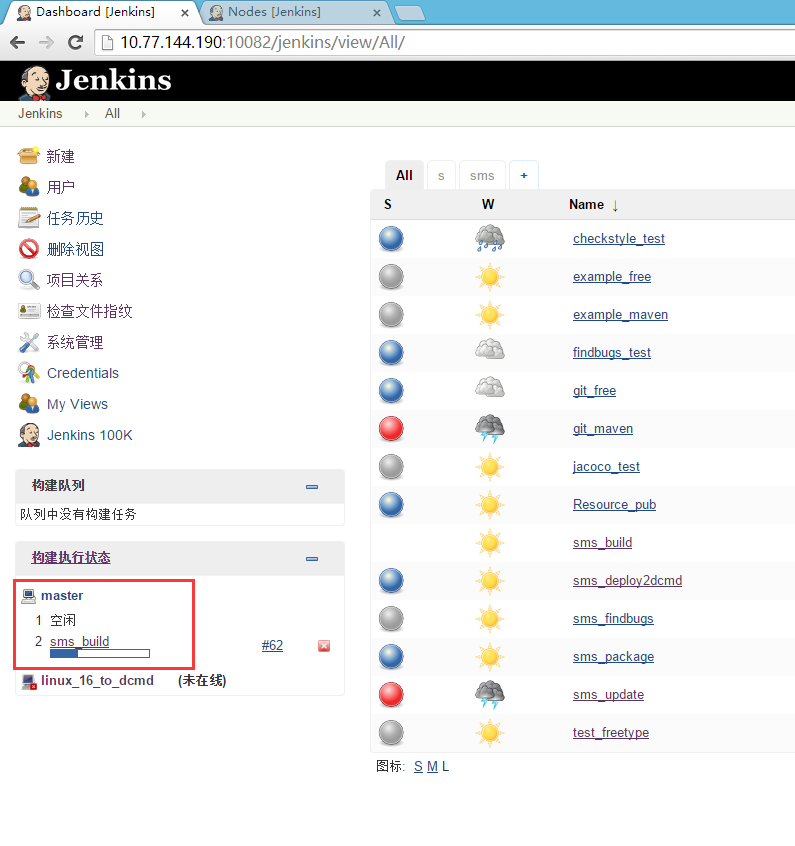 Dashboard [Jenkins] Nodes [Jenkins]
10.77.144.190:10082/jenkins/view/All/
Jenkins
Jenkins All
新建
用户
任务历史
删除视图
项目关系
检查文件指纹
系统管理
Credentials
My Views
Jenkins 100K
构建队列
队列中没有构建任务
构建执行状态
master
1 空闲
2 sms_build #62
linux_16_to_dcmd (未在线)
All s sms +
S W Name ↓
checkstyle_test
example_free
example_maven
findbugs_test
git_free
git_maven
jacoco_test
Resource_pub
sms_build
sms_deploy2dcmd
sms_findbugs
sms_package
sms_update
test_freetype
图标: S M L